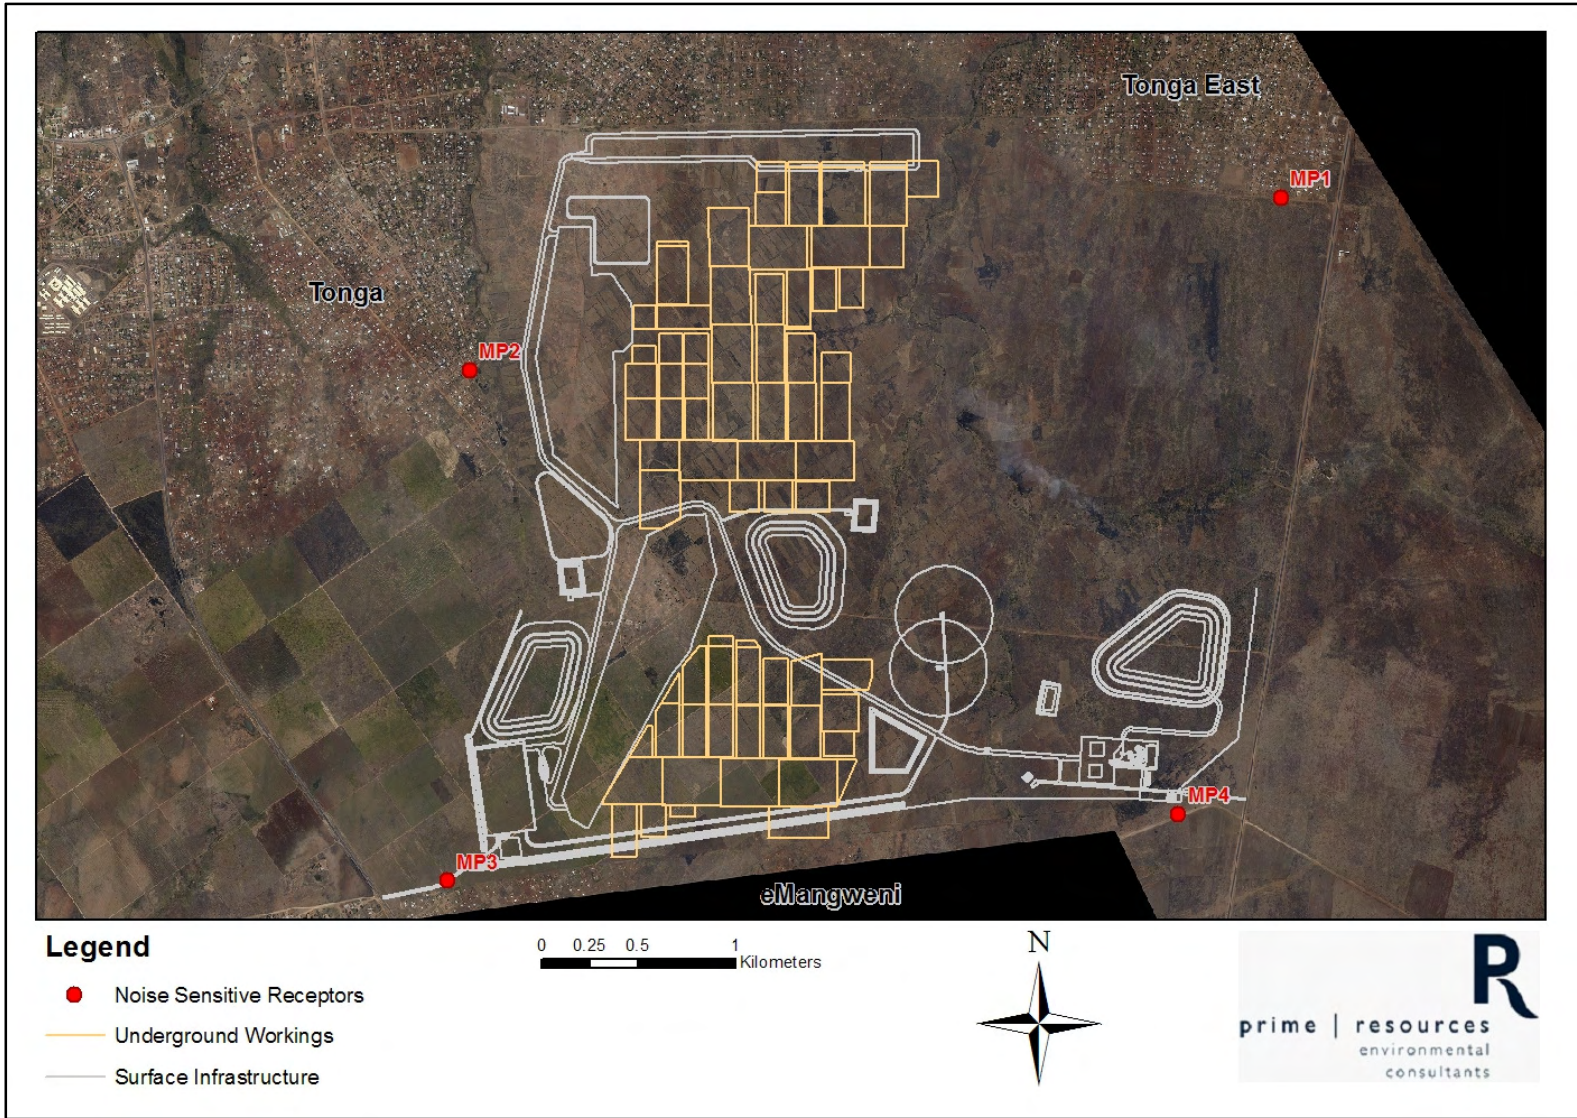 Tonga East
MP1
Tonga
MP2
MP4
MP3
eMangweni
Legend
Noise Sensitive Receptors
Underground Workings
Surface Infrastructure
0 0.25 0.5 1
Kilometers
N
R
prime | resources
environmental
consultants